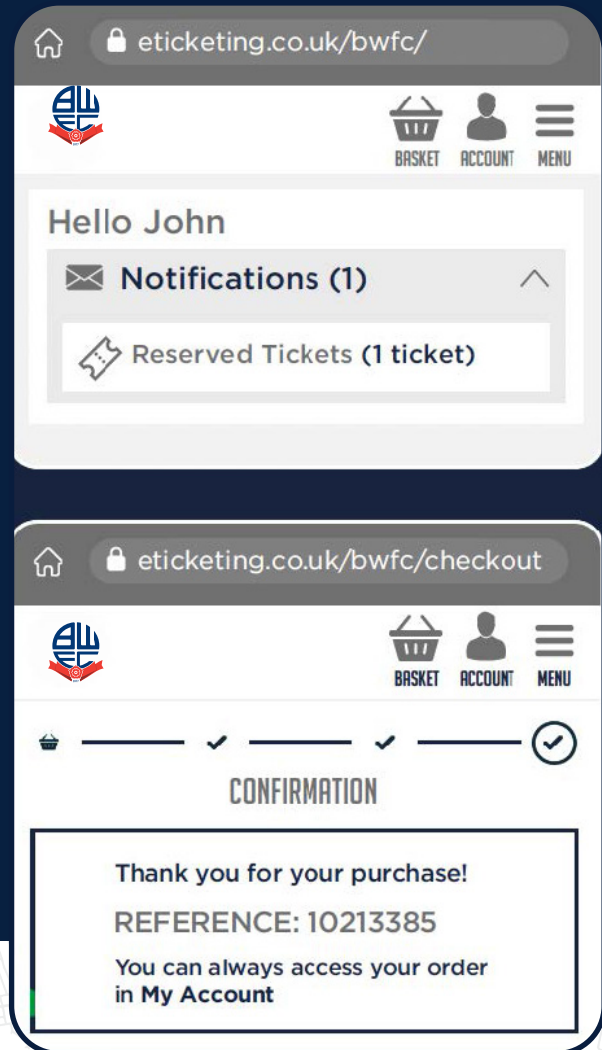 eticketing.co.uk/bwfc/
BWFC
BASKET ACCOUNT MENU
Hello John
Notifications (1)
Reserved Tickets (1 ticket)
eticketing.co.uk/bwfc/checkout
BWFC
BASKET ACCOUNT MENU
CONFIRMATION
Thank you for your purchase!
REFERENCE: 10213385
You can always access your order
in My Account